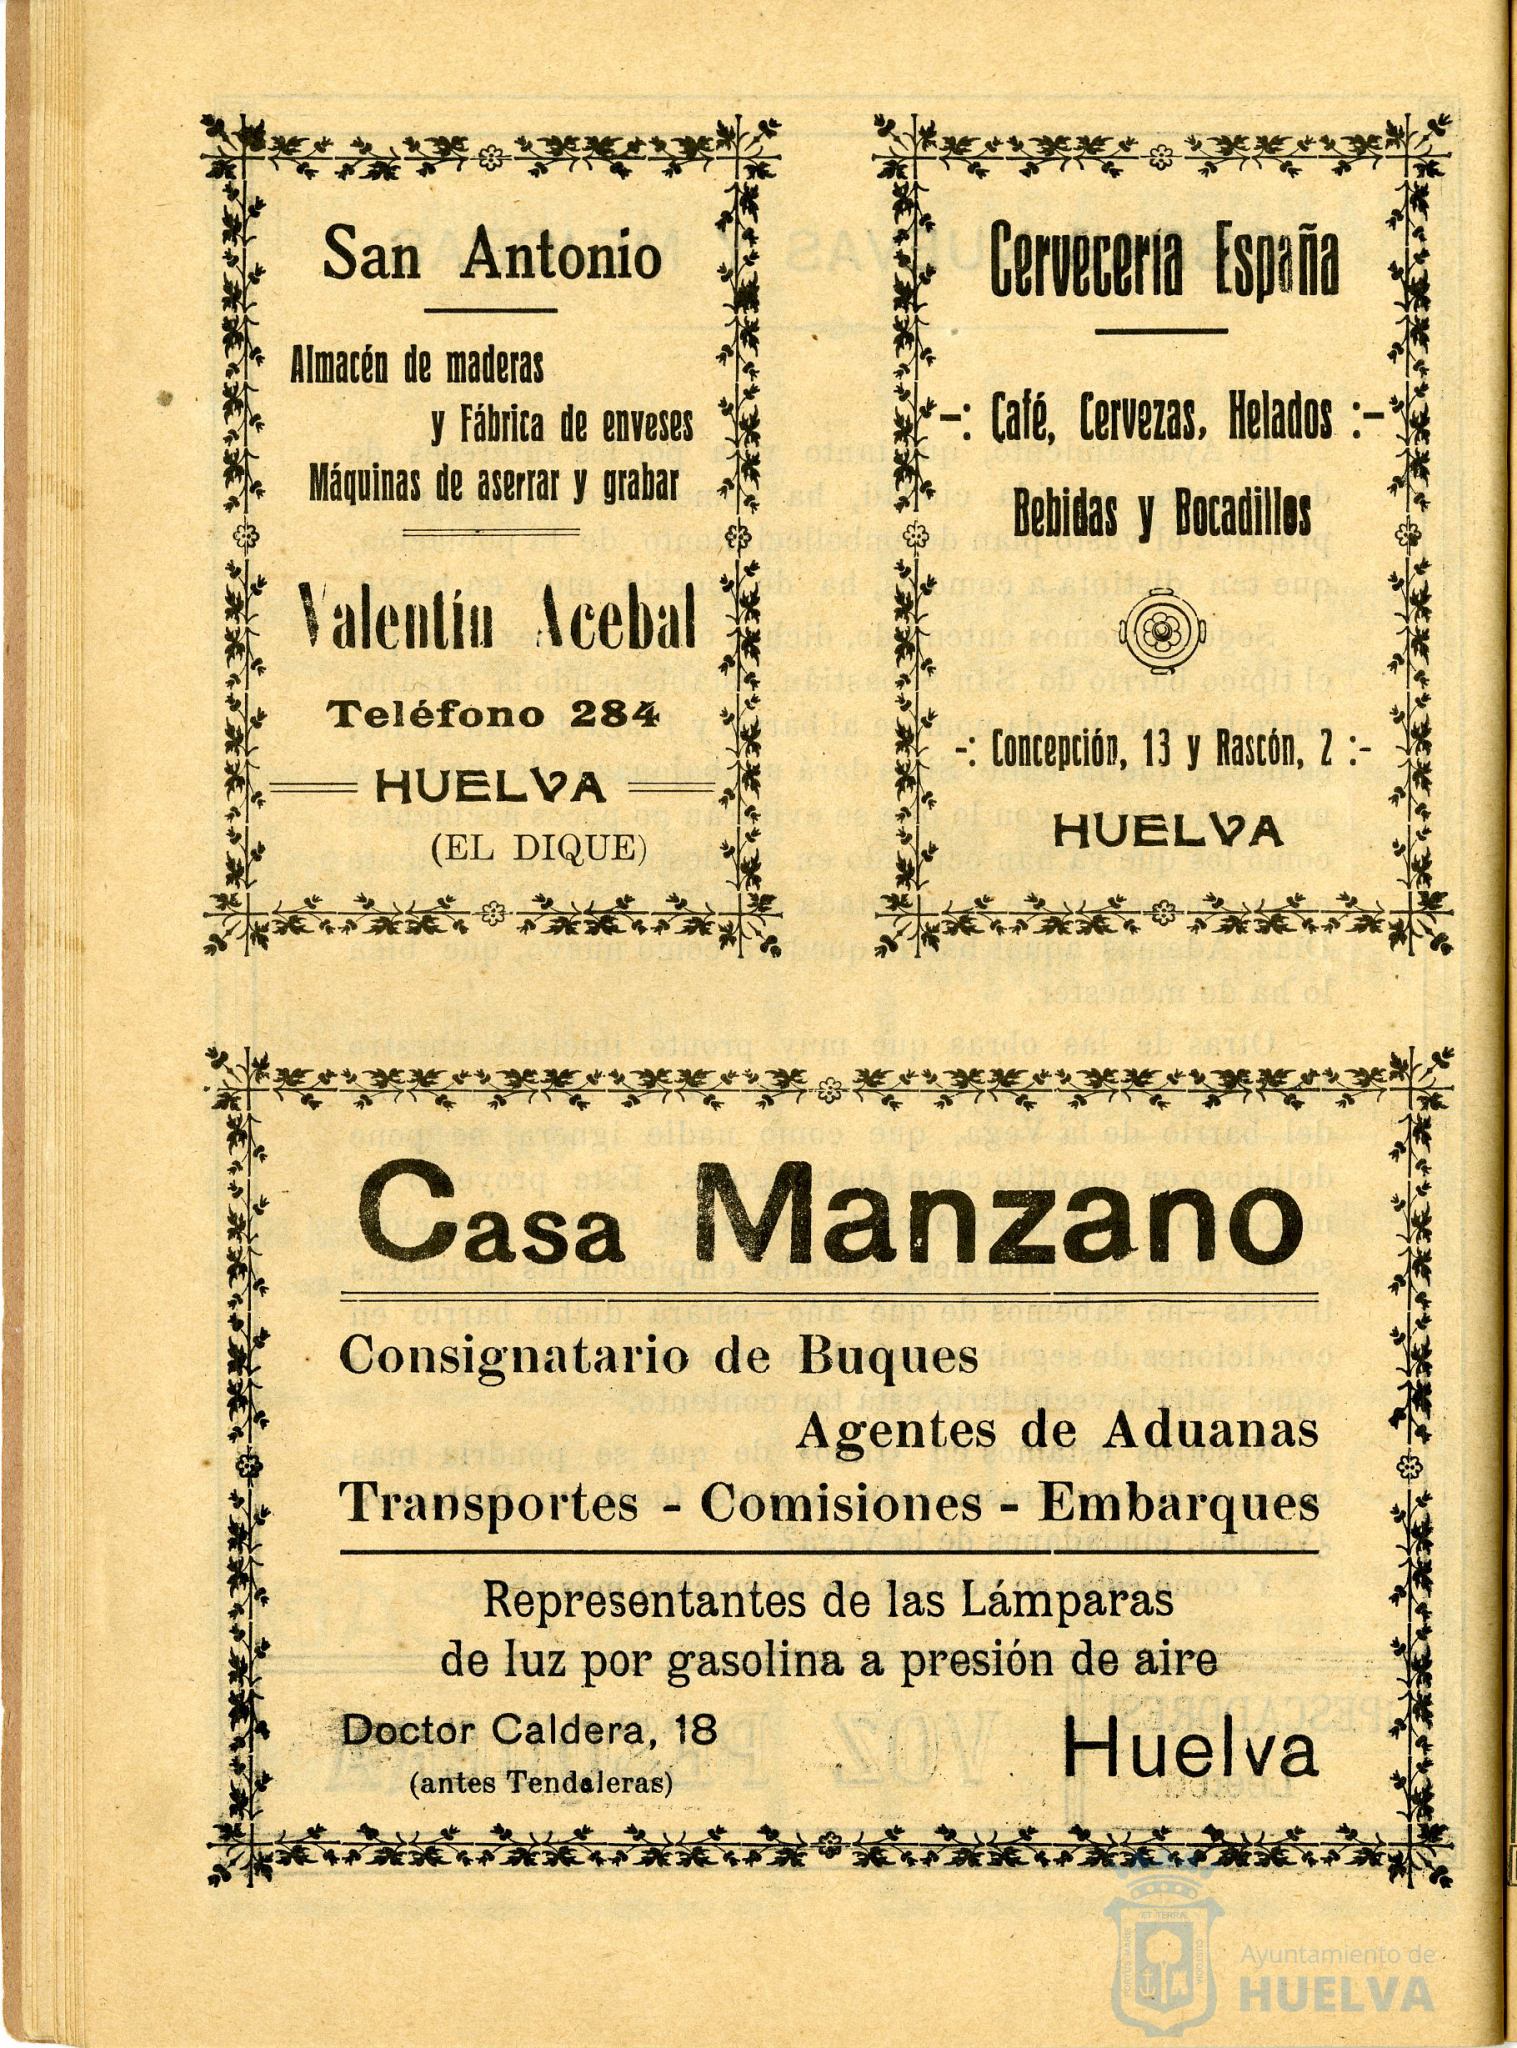 San Antonio
Almacén de maderas
y Fábrica de enveses
Máquinas de aserrar y grabar
Valentín Acebal
Teléfono 284
HUELVA
(EL DIQUE)
Cervecería España
-: Café, Cervezas, Helados :-
Bebidas y Bocadillos
-: Concepción, 13 y Rascón, 2 :-
HUELVA
Casa Manzano
Consignatario de Buques
Agentes de Aduanas
Transportes - Comisiones - Embarques
Representantes de las Lámparas
de luz por gasolina a presión de aire
Doctor Caldera, 18
(antes Tendaleras)
Huelva
Ayuntamiento de
HUELVA